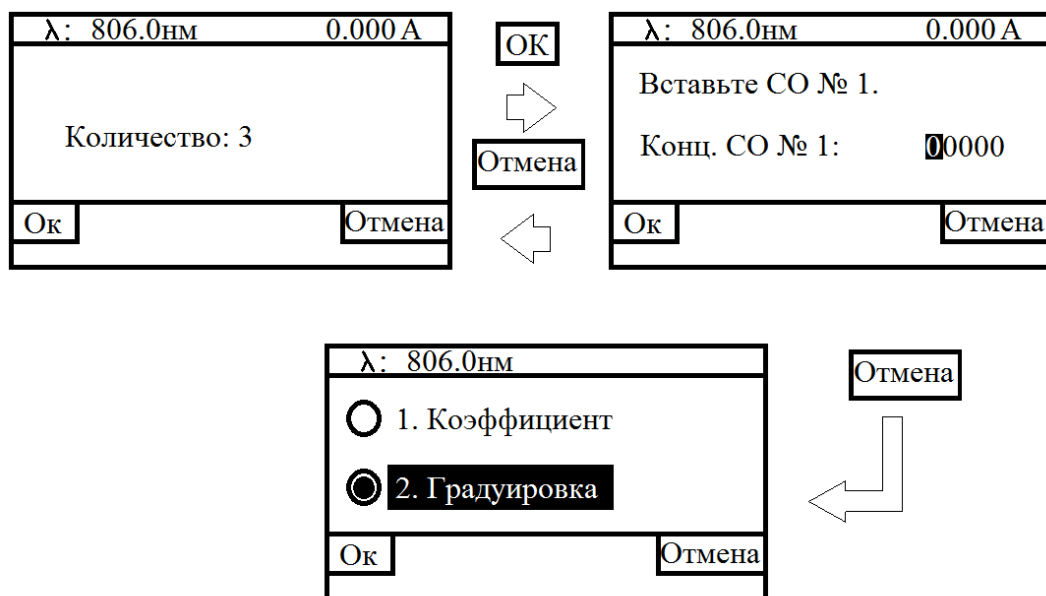 λ: 806.0нм 0.000 А
Количество: 3
Ок Отмена
ОК
Отмена
λ: 806.0нм 0.000 А
Вставьте СО № 1.
Конц. СО № 1: 00000
Ок Отмена
λ: 806.0нм
1. Коэффициент
2. Градуировка
Ок Отмена
Отмена